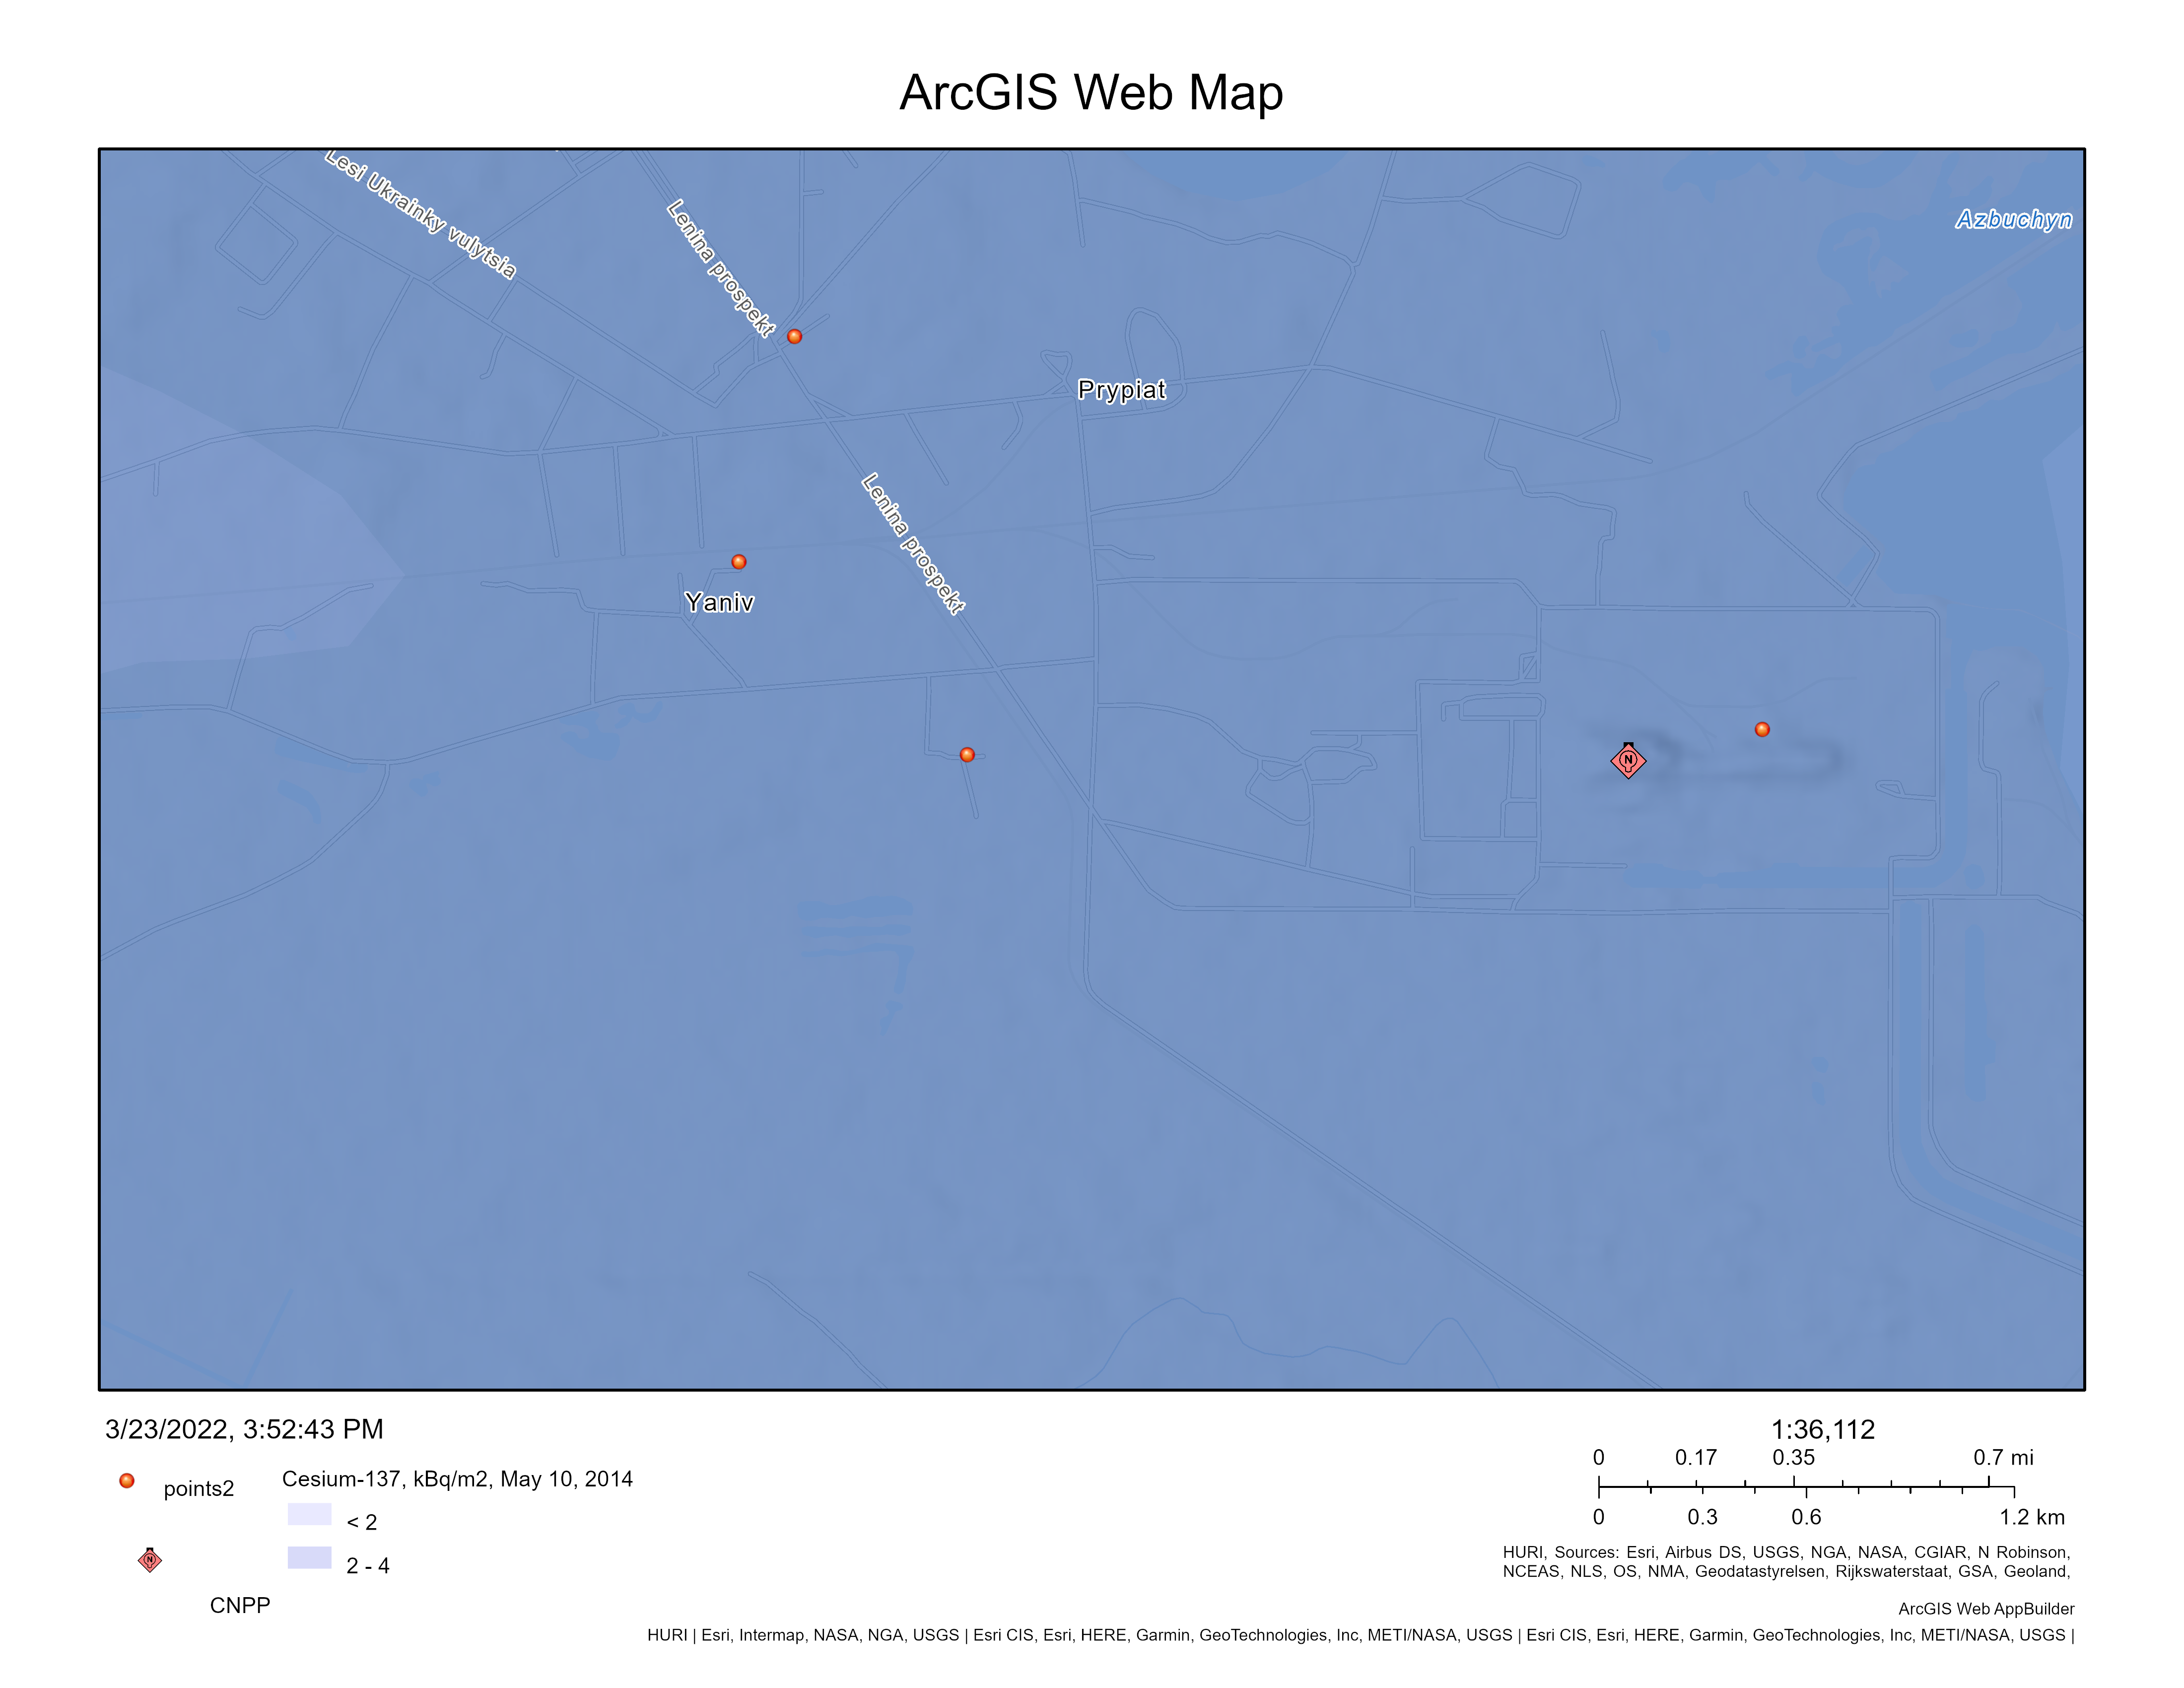 ArcGIS Web Map
Lesi Ukrainky vulytsia
Lenina prospekt
Azbuchyn
Prypiat
Lenina prospekt
Yaniv
N
3/23/2022, 3:52:43 PM
points2
N
CNPP
Cesium-137, kBq/m2, May 10, 2014
< 2
2 - 4
1:36,112
0 0.17 0.35 0.7 mi
0 0.3 0.6 1.2 km
HURI, Sources: Esri, Airbus DS, USGS, NGA, NASA, CGIAR, N Robinson,
NCEAS, NLS, OS, NMA, Geodatastyrelsen, Rijkswaterstaat, GSA, Geoland,
ArcGIS Web AppBuilder
HURI | Esri, Intermap, NASA, NGA, USGS | Esri CIS, Esri, HERE, Garmin, GeoTechnologies, Inc, METI/NASA, USGS | Esri CIS, Esri, HERE, Garmin, GeoTechnologies, Inc, METI/NASA, USGS |